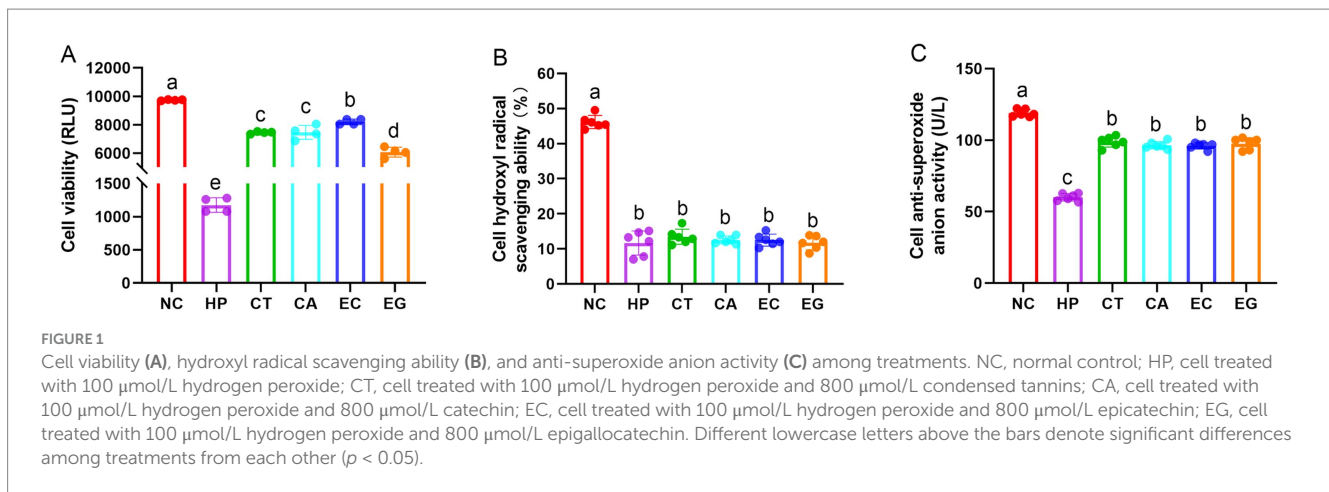 A
Cell viability (RLU)
12000
10000
8000
6000
1500
1000
500
0
a
e
c
c
b
d
NC HP CT CA EC EG
B
Cell hydroxyl radical
scavenging ability (%)
60
50
40
30
20
10
0
a
b
b
b
b
b
NC HP CT CA EC EG
C
Cell anti-superoxide
anion activity (U/L)
150
100
50
0
a
c
b
b
b
b
NC HP CT CA EC EG
FIGURE 1
Cell viability (A), hydroxyl radical scavenging ability (B), and anti-superoxide anion activity (C) among treatments. NC, normal control; HP, cell treated
with 100 μmol/L hydrogen peroxide; CT, cell treated with 100 μmol/L hydrogen peroxide and 800 μmol/L condensed tannins; CA, cell treated with
100 μmol/L hydrogen peroxide and 800 μmol/L catechin; EC, cell treated with 100 μmol/L hydrogen peroxide and 800 μmol/L epicatechin; EG, cell
treated with 100 μmol/L hydrogen peroxide and 800 μmol/L epigallocatechin. Different lowercase letters above the bars denote significant differences
among treatments from each other (p < 0.05).